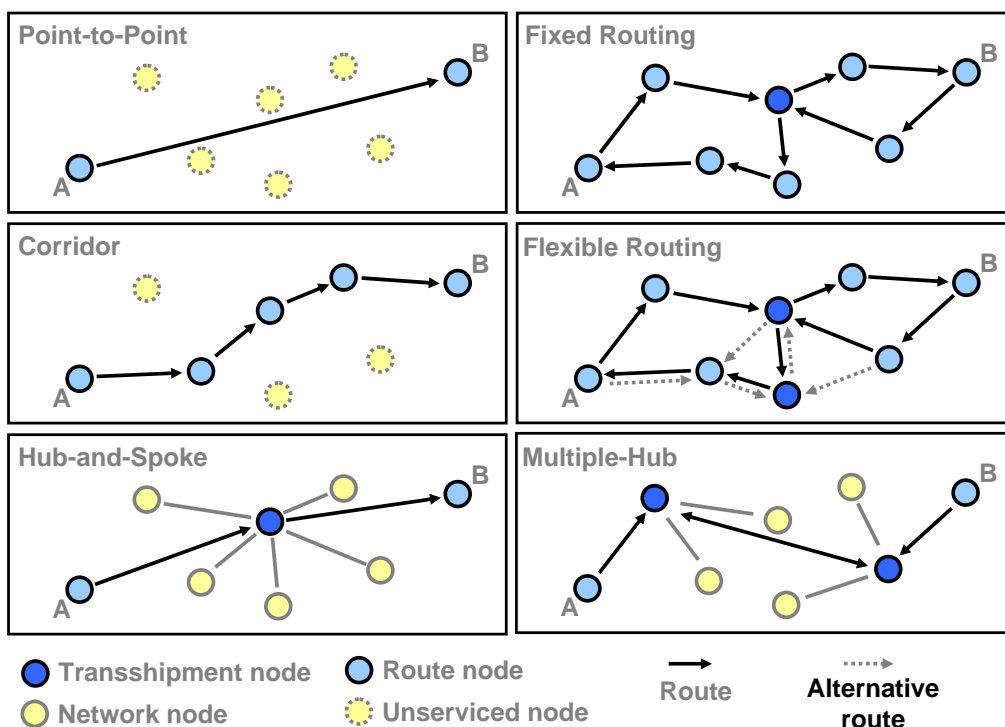 Point-to-Point
B
A
Fixed Routing
B
A
Corridor
B
A
Flexible Routing
B
A
Hub-and-Spoke
B
A
Multiple-Hub
B
A
Transshipment node
Route node
Route
Alternative
route
Network node
Unserviced node